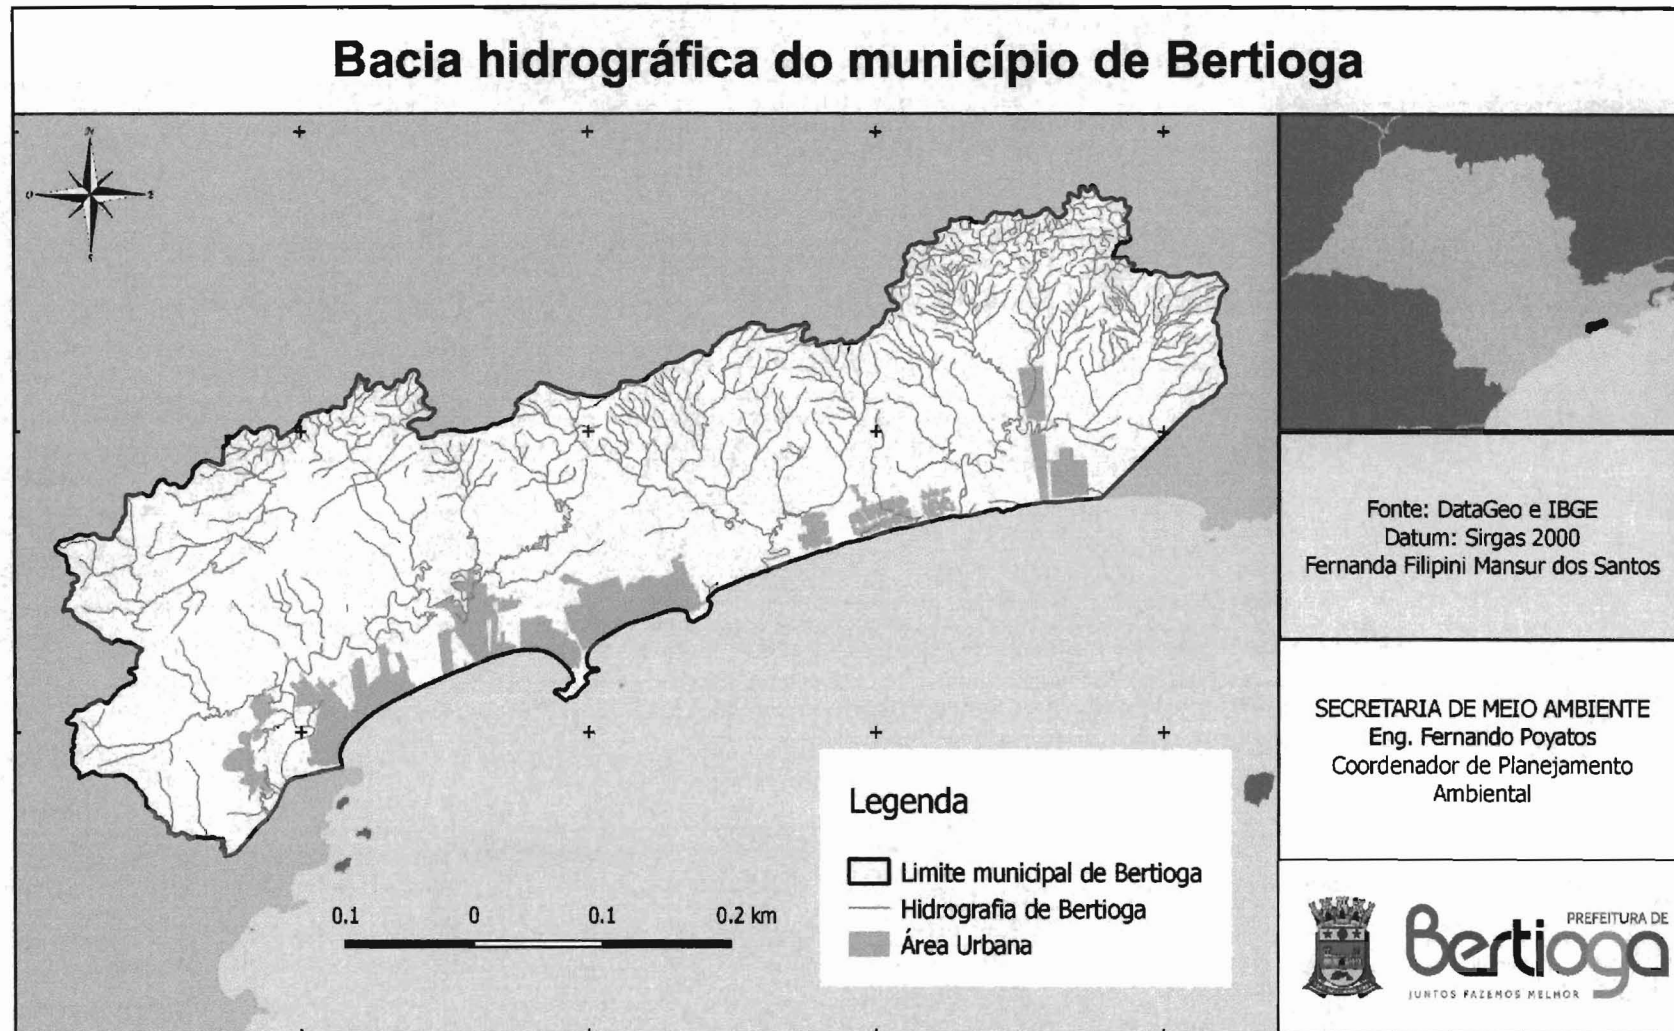 Bacia hidrográfica do município de Bertioga
N
O
E
S
Fonte: DataGeo e IBGE
Datum: Sirgas 2000
Fernanda Filipini Mansur dos Santos
SECRETARIA DE MEIO AMBIENTE
Eng. Fernando Poyatos
Coordenador de Planejamento
Ambiental
Legenda
Limite municipal de Bertioga
Hidrografia de Bertioga
Área Urbana
0.1 0 0.1 0.2 km
PREFEITURA DE
Bertioga
JUNTOS FAZEMOS MELHOR